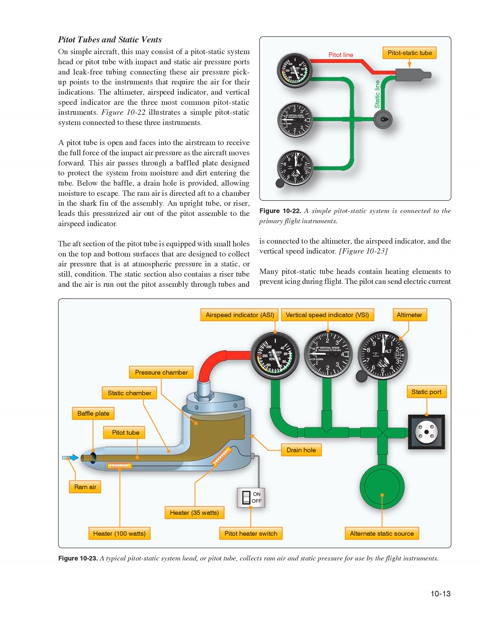 Pitot Tubes and Static Vents
On simple aircraft, this may consist of a pitot-static system
head or pitot tube with impact and static air pressure ports
and leak-free tubing connecting these air pressure pick-
up points to the instruments that require the air for their
indications. The altimeter, airspeed indicator, and vertical
speed indicator are the three most common pitot-static
instruments. Figure 10-22 illustrates a simple pitot-static
system connected to these three instruments.
A pitot tube is open and faces into the airstream to receive
the full force of the impact air pressure as the aircraft moves
forward. This air passes through a baffled plate designed
to protect the system from moisture and dirt entering the
tube. Below the baffle, a drain hole is provided, allowing
moisture to escape. The ram air is directed aft to a chamber
in the shark fin of the assembly. An upright tube, or riser,
leads this pressurized air out of the pitot assemble to the
airspeed indicator.
The aft section of the pitot tube is equipped with small holes
on the top and bottom surfaces that are designed to collect
air pressure that is at atmospheric pressure in a static, or
still, condition. The static section also contains a riser tube
and the air is run out the pitot assembly through tubes and
Pitot line
Pitot-static tube
Static line
Figure 10-22. A simple pitot-static system is connected to the
primary flight instruments.
is connected to the altimeter, the airspeed indicator, and the
vertical speed indicator. [Figure 10-23]
Many pitot-static tube heads contain heating elements to
prevent icing during flight. The pilot can send electric current
Airspeed indicator (ASI)
Vertical speed indicator (VSI)
Altimeter
Pressure chamber
Static chamber
Static port
Baffle plate
Pitot tube
Drain hole
Ram air
ON
OFF
Heater (35 watts)
Heater (100 watts)
Pitot heater switch
Alternate static source
ALT
Figure 10-23. A typical pitot-static system head, or pitot tube, collects ram air and static pressure for use by the flight instruments.
10-13